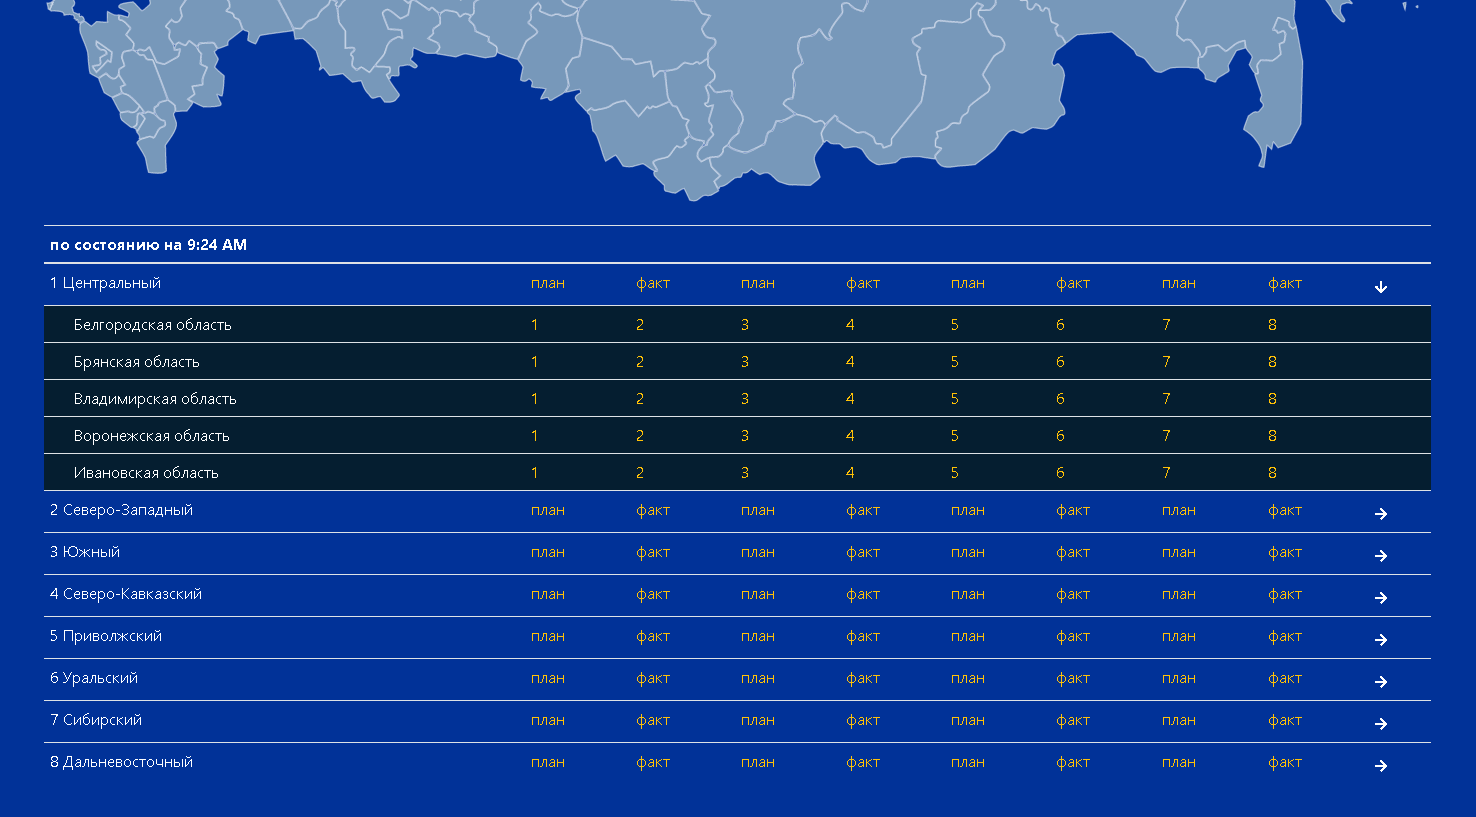 по состоянию на 9:24 AM
1 Центральный план факт план факт план факт план факт
Белгородская область 1 2 3 4 5 6 7 8
Брянская область 1 2 3 4 5 6 7 8
Владимирская область 1 2 3 4 5 6 7 8
Воронежская область 1 2 3 4 5 6 7 8
Ивановская область 1 2 3 4 5 6 7 8
2 Северо-Западный план факт план факт план факт план факт
3 Южный план факт план факт план факт план факт
4 Северо-Кавказский план факт план факт план факт план факт
5 Приволжский план факт план факт план факт план факт
6 Уральский план факт план факт план факт план факт
7 Сибирский план факт план факт план факт план факт
8 Дальневосточный план факт план факт план факт план факт